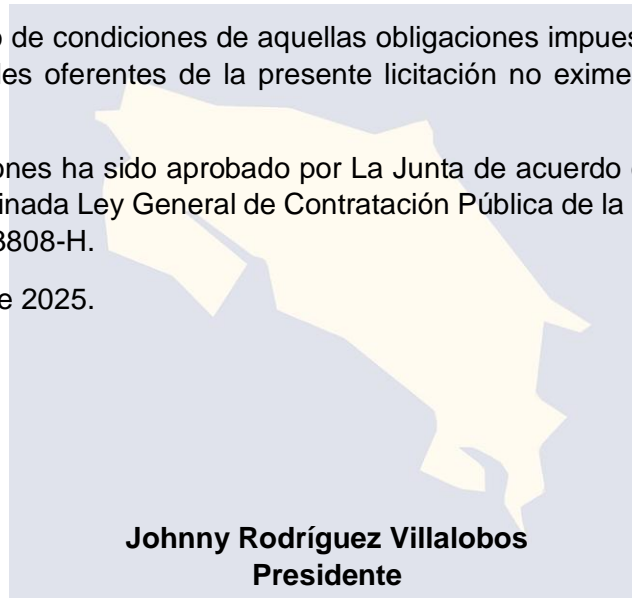 de condiciones de aquellas obligaciones impues
les oferentes de la presente licitación no exime
ones ha sido aprobado por La Junta de acuerdo
inada Ley General de Contratación Pública de la
3808-H.
e 2025.
Johnny Rodríguez Villalobos
Presidente